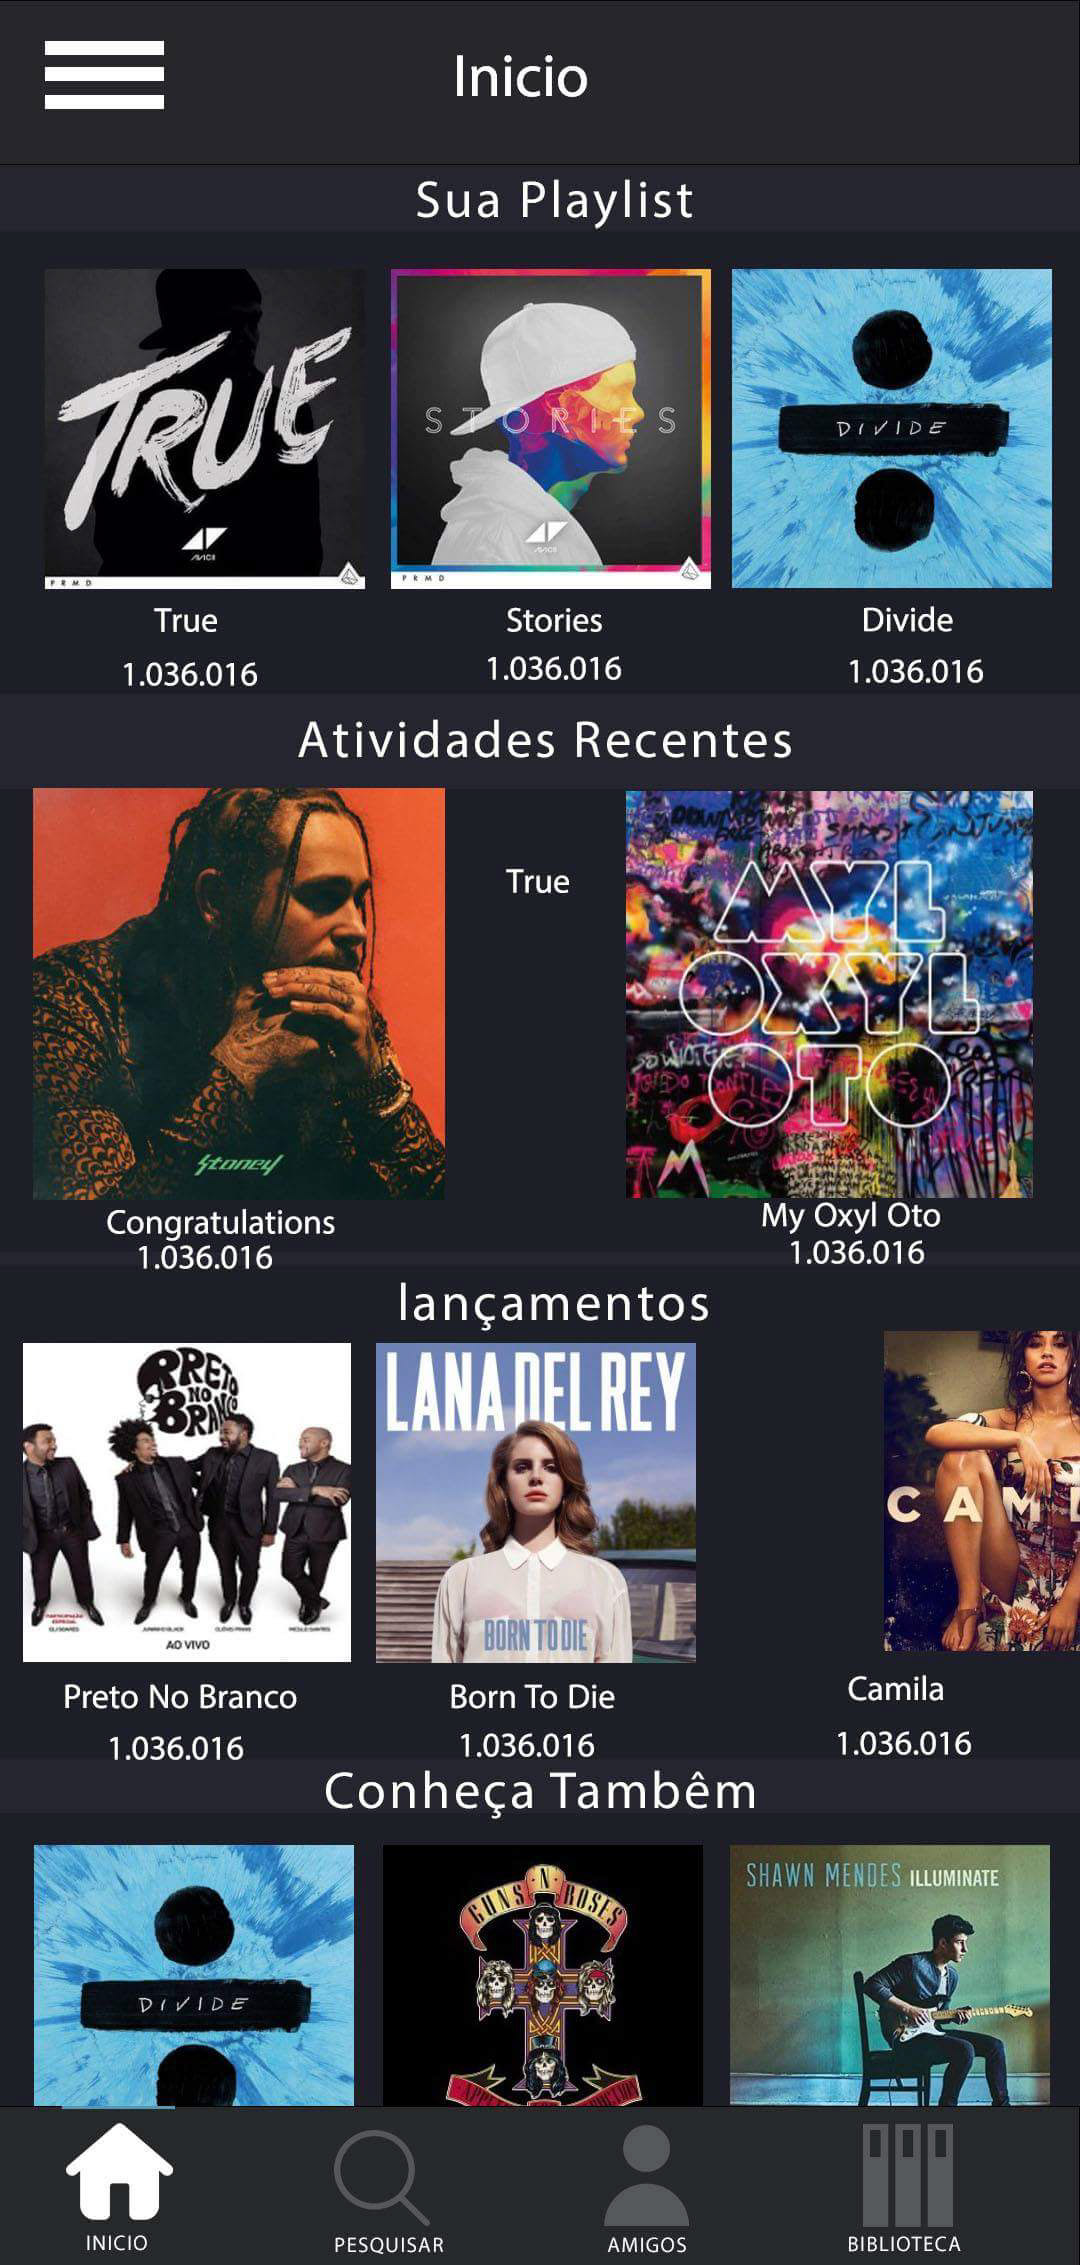 Inicio
Sua Playlist
TRUE
AVICII
PRMD
STORIES
AVICII
PRMD
DIVIDE
True
Stories
Divide
1.036.016
1.036.016
1.036.016
Atividades Recentes
True
MYL
OXYL
OTO
Stoney
Congratulations
1.036.016
My Oxyl Oto
1.036.016
lançamentos
PRETO
NO
BRANCO
AO VIVO
LANA DEL REY
BORN TO DIE
CAMI
Preto No Branco
Born To Die
Camila
1.036.016
1.036.016
1.036.016
Conheça Tambêm
DIVIDE
GUNS N ROSES
SHAWN MENDES ILLUMINATE
INICIO
PESQUISAR
AMIGOS
BIBLIOTECA